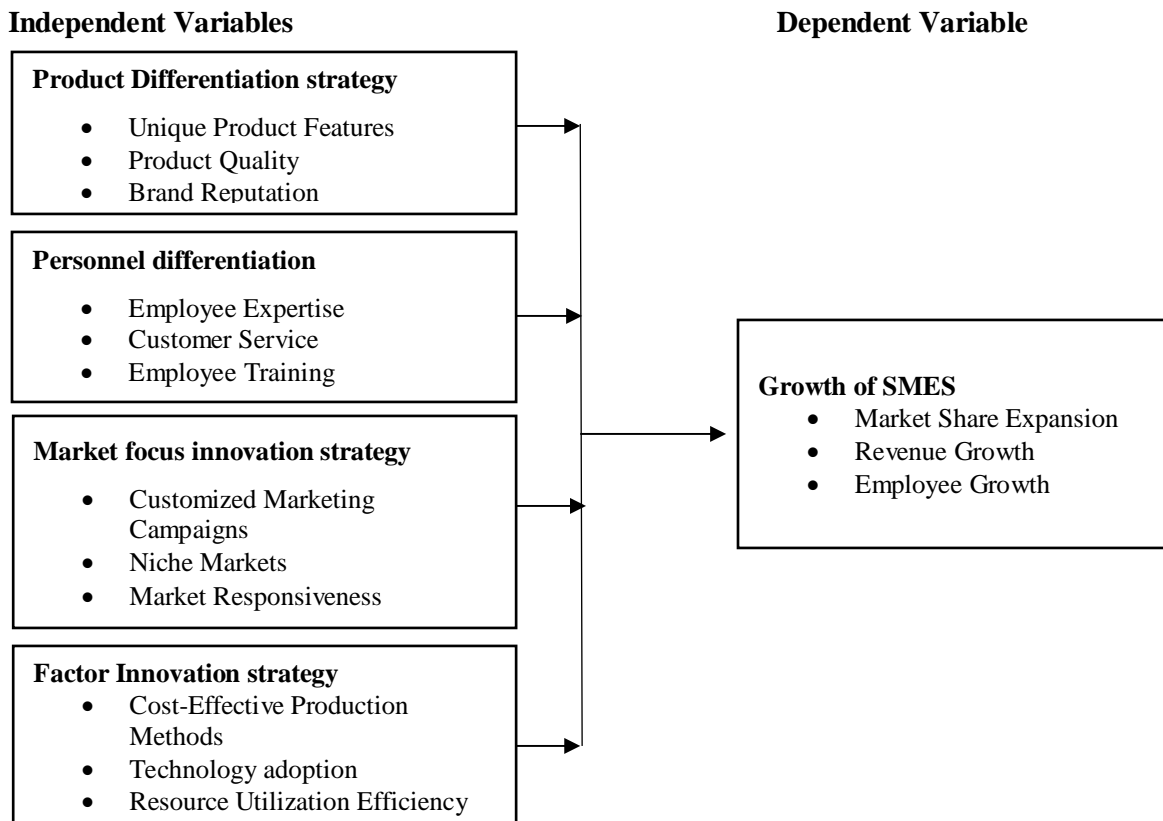 Independent Variables
Dependent Variable
Product Differentiation strategy
• Unique Product Features
• Product Quality
• Brand Reputation
Personnel differentiation
• Employee Expertise
• Customer Service
• Employee Training
Market focus innovation strategy
• Customized Marketing
Campaigns
• Niche Markets
• Market Responsiveness
Factor Innovation strategy
• Cost-Effective Production
Methods
• Technology adoption
• Resource Utilization Efficiency
Growth of SMES
• Market Share Expansion
• Revenue Growth
• Employee Growth